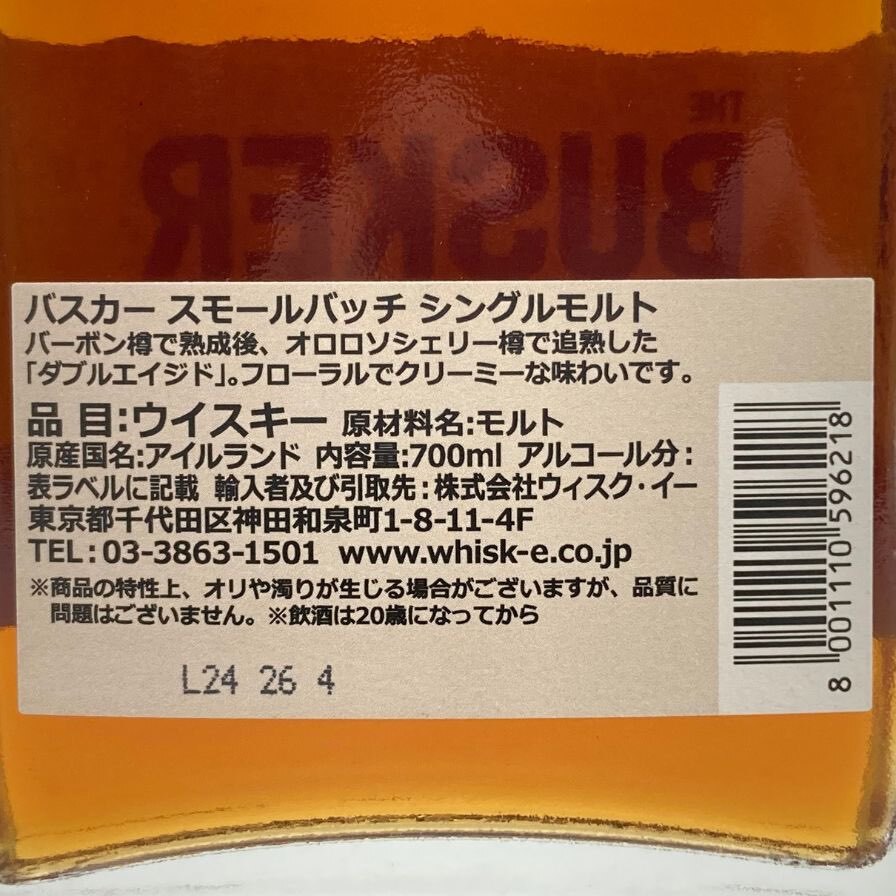 THE
BUSKER
バスカー スモールバッチ シングルモルト
バーボン樽で熟成後、オロロソシェリー樽で追熟した
「ダブルエイジド」。フローラルでクリーミーな味わいです。
品 目:ウイスキー 原材料名:モルト
原産国名:アイルランド 内容量:700ml アルコール分:
表ラベルに記載 輸入者及び引取先:株式会社ウィスク・イー
東京都千代田区神田和泉町1-8-11-4F
TEL:03-3863-1501 www.whisk-e.co.jp
※商品の特性上、オリや濁りが生じる場合がございますが、品質に
問題はございません。※飲酒は20歳になってから
L24 26 4
8 001110 596218